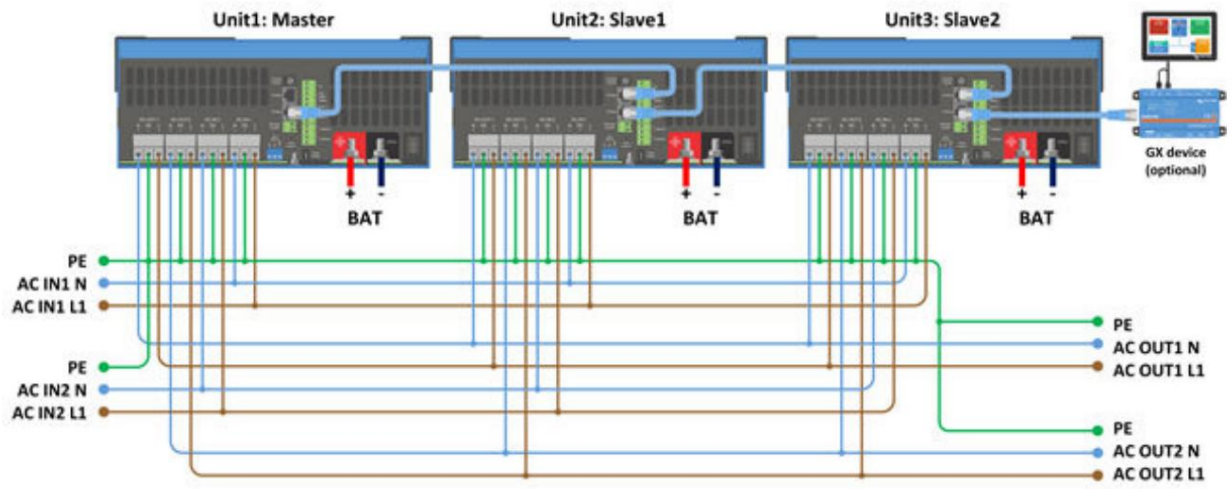 Unit1: Master
Unit2: Slave1
Unit3: Slave2
GX device
(optional)
+
-
BAT
+
-
BAT
+
-
BAT
PE
AC IN1 N
AC IN1 L1
PE
AC IN2 N
AC IN2 L1
PE
AC OUT1 N
AC OUT1 L1
PE
AC OUT2 N
AC OUT2 L1